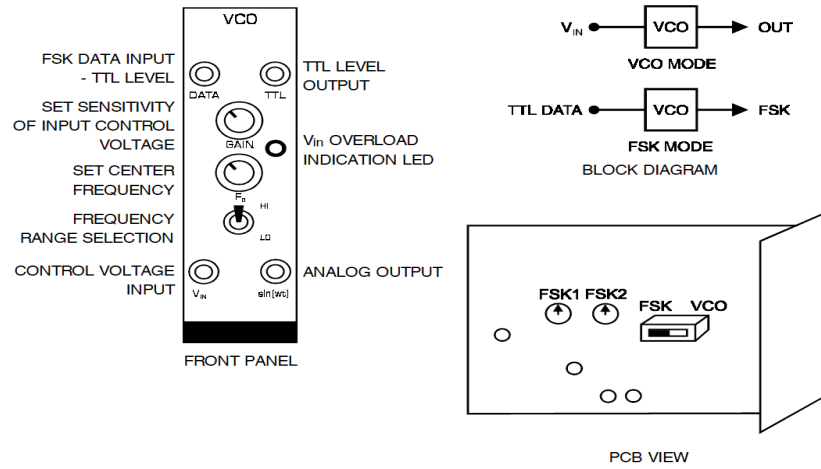 VCO
FSK DATA INPUT
- TTL LEVEL
DATA
TTL
TTL LEVEL
OUTPUT
SET SENSITIVITY
OF INPUT CONTROL
VOLTAGE
GAIN
Vin OVERLOAD
INDICATION LED
SET CENTER
FREQUENCY
Fo
HI
FREQUENCY
RANGE SELECTION
LO
CONTROL VOLTAGE
INPUT
VIN
sin(wt)
ANALOG OUTPUT
FRONT PANEL
VIN VCO OUT
VCO MODE
TTL DATA VCO FSK
FSK MODE
BLOCK DIAGRAM
FSK1 FSK2 FSK VCO
PCB VIEW